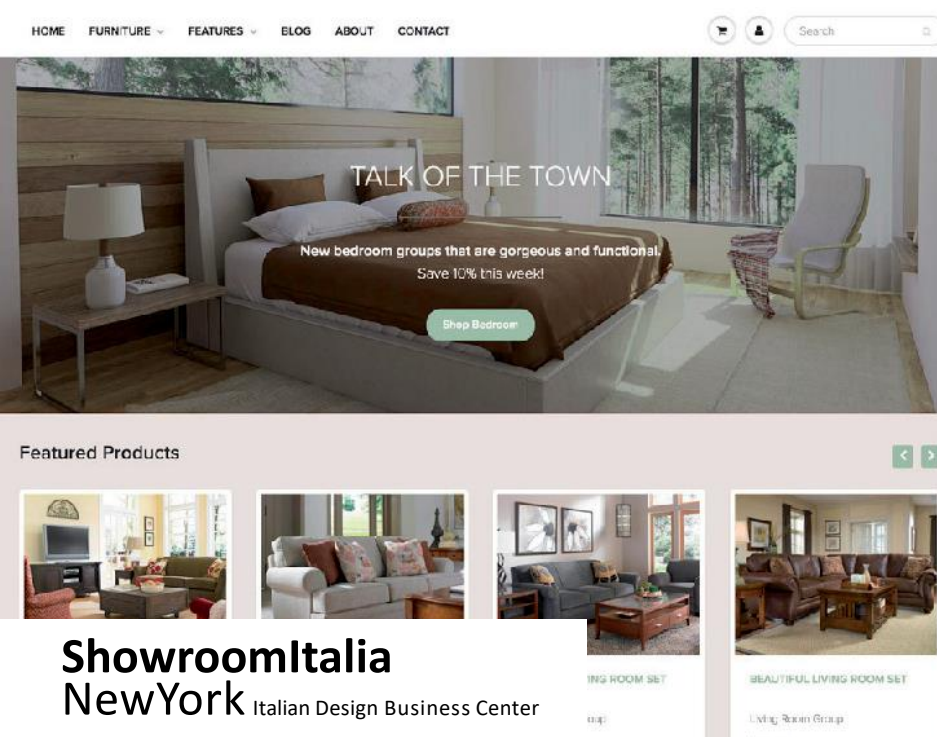 HOME FURNITURE FEATURES BLOG ABOUT CONTACT Search
TALK OF THE TOWN
New bedroom groups that are gorgeous and functional.
Save 10% this week!
Shop Bedroom
Featured Products
ROOM SET BEAUTIFUL LIVING ROOM SET
Living Room Group
ShowroomItalia
NewYork Italian Design Business Center